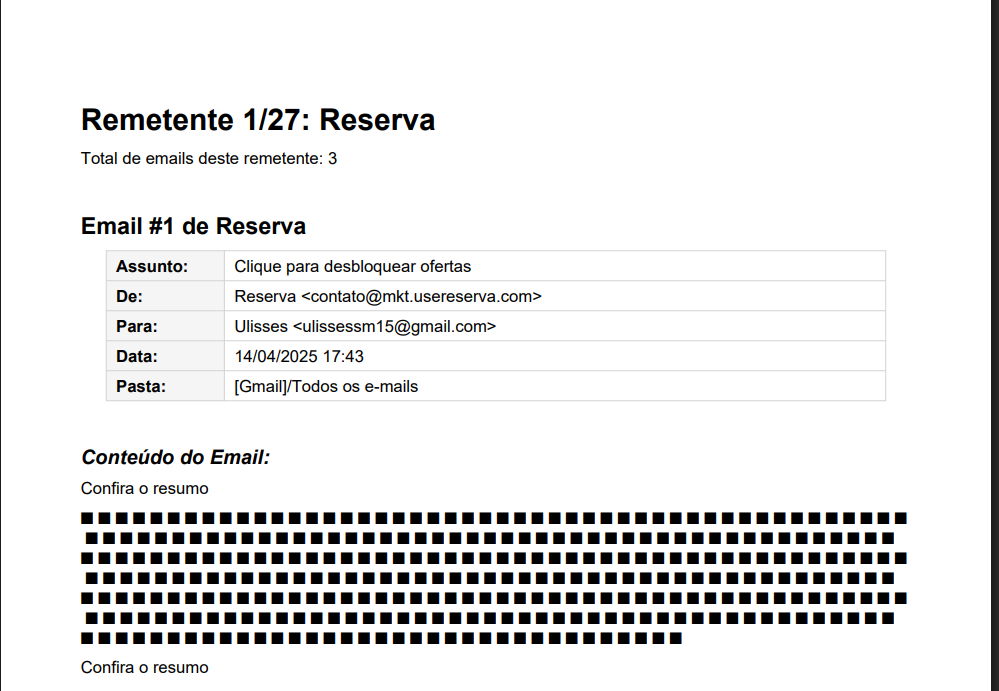 Remetente 1/27: Reserva
Total de emails deste remetente: 3
Email #1 de Reserva
Assunto: Clique para desbloquear ofertas
De: Reserva <contato@mkt.usereserva.com>
Para: Ulisses <ulissessm15@gmail.com>
Data: 14/04/2025 17:43
Pasta: [Gmail]/Todos os e-mails
Conteúdo do Email:
Confira o resumo
■ ■ ■ ■ ■ ■ ■ ■ ■ ■ ■ ■ ■ ■ ■ ■ ■ ■ ■ ■ ■ ■ ■ ■ ■ ■ ■ ■ ■ ■ ■ ■ ■ ■ ■ ■ ■ ■ ■ ■ ■ ■ ■ ■ ■ ■ ■ ■
■ ■ ■ ■ ■ ■ ■ ■ ■ ■ ■ ■ ■ ■ ■ ■ ■ ■ ■ ■ ■ ■ ■ ■ ■ ■ ■ ■ ■ ■ ■ ■ ■ ■ ■ ■ ■ ■ ■ ■ ■ ■ ■ ■ ■ ■ ■
■ ■ ■ ■ ■ ■ ■ ■ ■ ■ ■ ■ ■ ■ ■ ■ ■ ■ ■ ■ ■ ■ ■ ■ ■ ■ ■ ■ ■ ■ ■ ■ ■ ■ ■ ■ ■ ■ ■ ■ ■ ■ ■ ■ ■ ■ ■ ■
■ ■ ■ ■ ■ ■ ■ ■ ■ ■ ■ ■ ■ ■ ■ ■ ■ ■ ■ ■ ■ ■ ■ ■ ■ ■ ■ ■ ■ ■ ■ ■ ■ ■ ■ ■ ■ ■ ■ ■ ■ ■ ■ ■ ■ ■ ■
■ ■ ■ ■ ■ ■ ■ ■ ■ ■ ■ ■ ■ ■ ■ ■ ■ ■ ■ ■ ■ ■ ■ ■ ■ ■ ■ ■ ■ ■ ■ ■ ■ ■ ■ ■ ■ ■ ■ ■ ■ ■ ■ ■ ■ ■ ■ ■
■ ■ ■ ■ ■ ■ ■ ■ ■ ■ ■ ■ ■ ■ ■ ■ ■ ■ ■ ■ ■ ■ ■ ■ ■ ■ ■ ■ ■ ■ ■ ■ ■ ■ ■ ■ ■ ■ ■ ■ ■ ■ ■ ■ ■ ■ ■
■ ■ ■ ■ ■ ■ ■ ■ ■ ■ ■ ■ ■ ■ ■ ■ ■ ■ ■ ■ ■ ■ ■ ■ ■ ■ ■ ■ ■ ■ ■ ■ ■ ■ ■
Confira o resumo